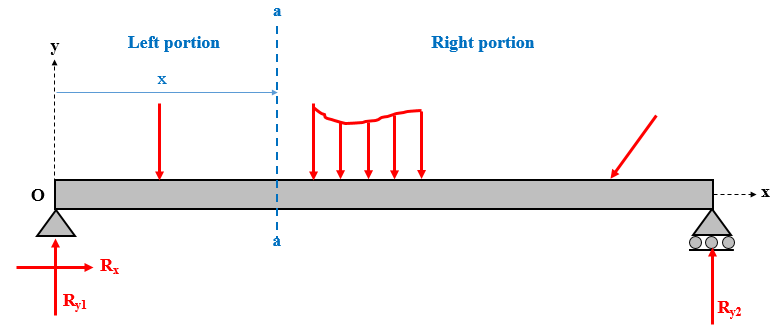 a
Left portion
Right portion
y
x
O
x
a
Rx
Ry1
Ry2